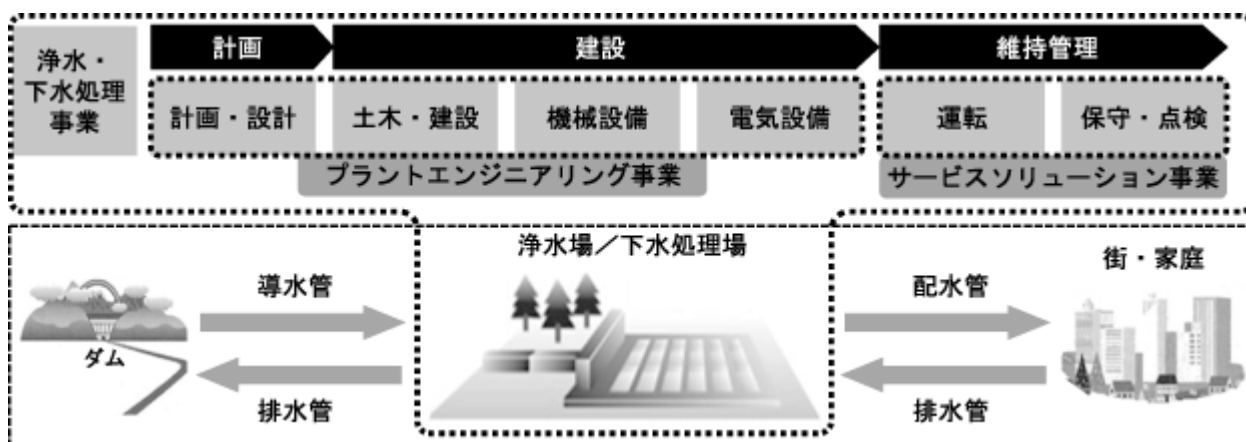 浄水・
下水処理
事業
計画
建設
維持管理
計画・設計
土木・建設
機械設備
電気設備
運転
保守・点検
プラントエンジニアリング事業
サービスソリューション事業
浄水場／下水処理場
街・家庭
導水管
配水管
ダム
排水管
排水管